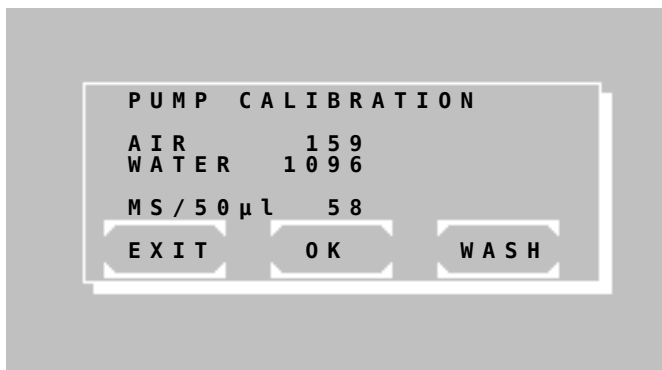 PUMP CALIBRATION
AIR 159
WATER 1096
MS/50µl 58
EXIT OK WASH